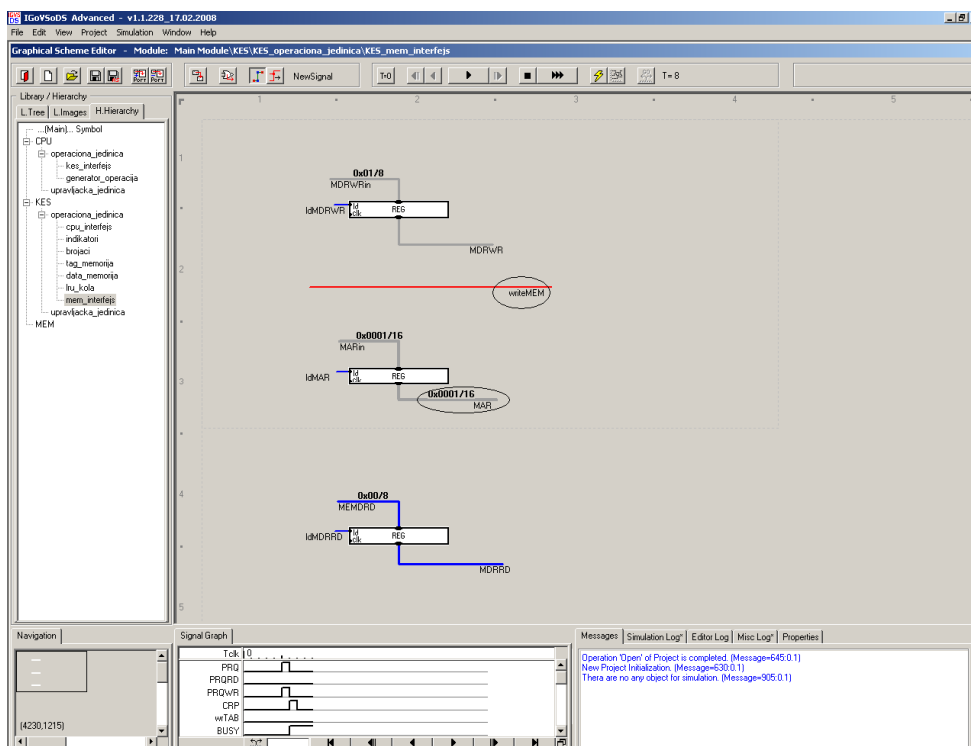 IGoVSoDS Advanced - v1.1.228_17.02.2008
File Edit View Project Simulation Window Help
Graphical Scheme Editor - Module: Main Module\KES\KES_operaciona_jedinica\KES_mem_interfejs
NewSignal T=0 T= 8
Library / Hierarchy
L.Tree L.Images H.Hierarchy
...(Main)... Symbol
CPU
operaciona_jedinica
kes_interfejs
generator_operacija
upravljacka_jedinica
KES
operaciona_jedinica
cpu_interfejs
indikatori
brojaci
tag_memorija
data_memorija
lru_kola
mem_interfejs
upravljacka_jedinica
MEM
1 2 3 4 5
1
0x01/8
MDRWRin
ldMDRWR ld REG
clk
MDRWR
2
writeMEM
0x0001/16
MARin
ldMAR ld REG
clk
3
0x0001/16
MAR
4
0x00/8
MEMDRD
ldMDRRD ld REG
clk
MDRRD
5
Navigation
(4230,1215)
Signal Graph
Tclk 0
PRQ
PRQRD
PRQWR
CRP
wrTAB
BUSY
Messages Simulation Log* Editor Log Misc Log* Properties
Operation 'Open' of Project is completed. (Message=645:0.1)
New Project Initialization. (Message=630:0.1)
Thera are no any object for simulation. (Message=905:0.1)